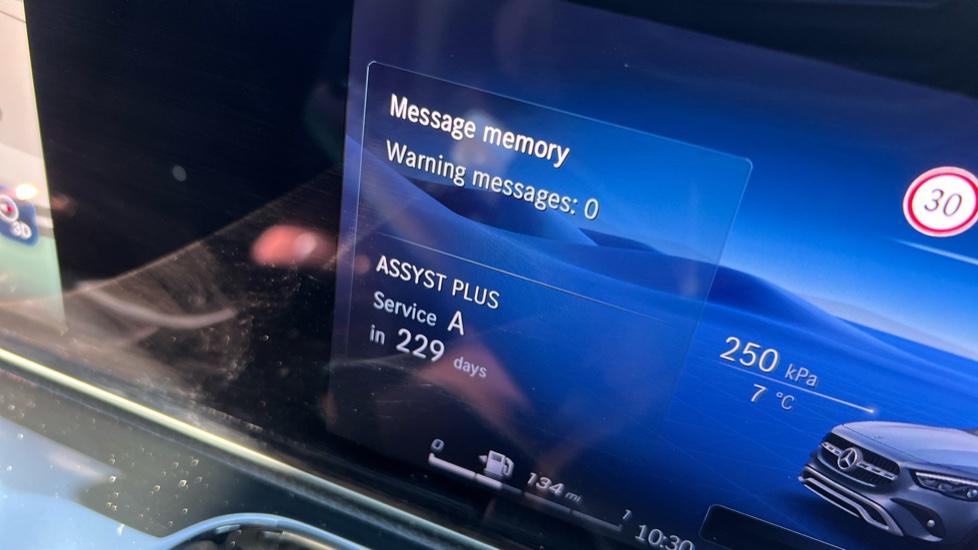 Message memory
Warning messages: 0
30
ASSYST PLUS
Service A
in 229 days
250 kPa
7 °C
3D
0
134 mi
1
10:30